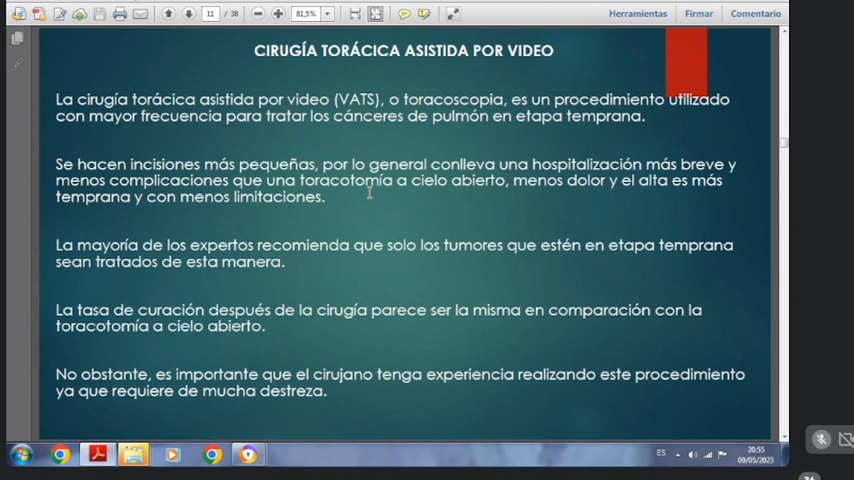 11 / 38
81,5%
Herramientas
Firmar
Comentario
CIRUGÍA TORÁCICA ASISTIDA POR VIDEO
La cirugía torácica asistida por video (VATS), o toracoscopia, es un procedimiento utilizado
con mayor frecuencia para tratar los cánceres de pulmón en etapa temprana.
Se hacen incisiones más pequeñas, por lo general conlleva una hospitalización más breve y
menos complicaciones que una toracotomía a cielo abierto, menos dolor y el alta es más
temprana y con menos limitaciones.
La mayoría de los expertos recomienda que solo los tumores que estén en etapa temprana
sean tratados de esta manera.
La tasa de curación después de la cirugía parece ser la misma en comparación con la
toracotomía a cielo abierto.
No obstante, es importante que el cirujano tenga experiencia realizando este procedimiento
ya que requiere de mucha destreza.
ES
20:55
09/05/2023